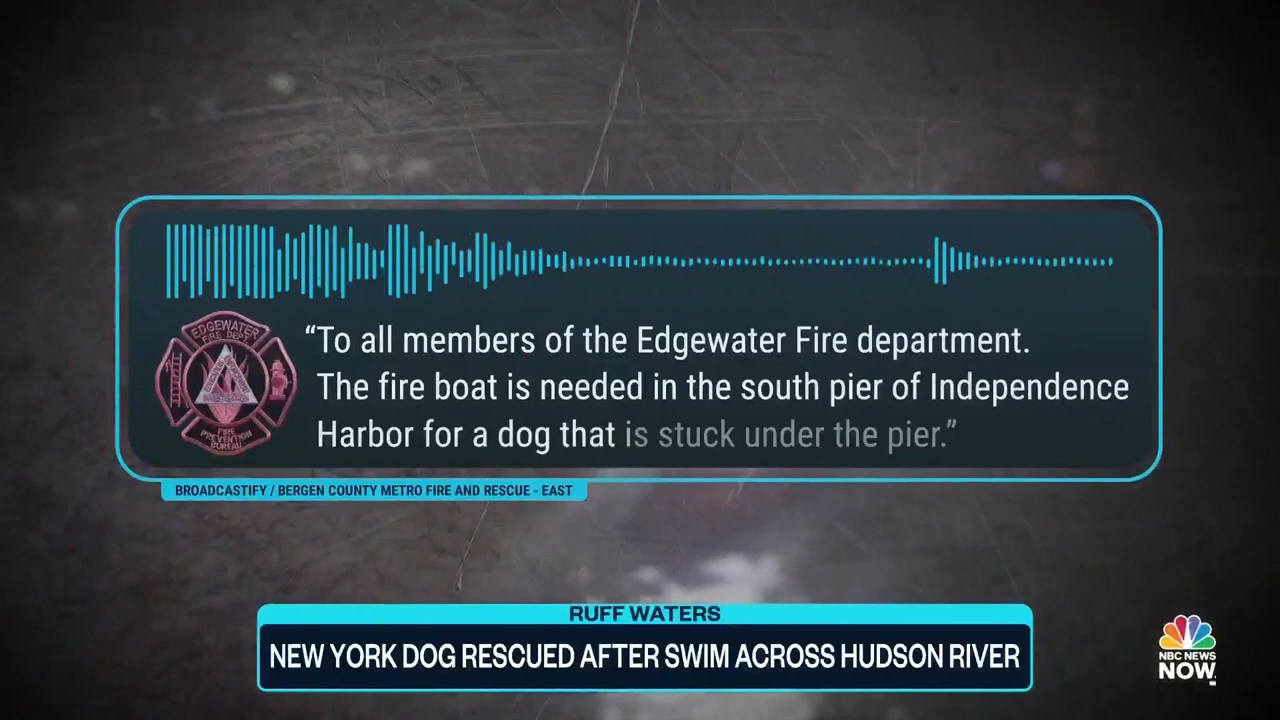 EDGEWATER
FIRE DEPT.
FIRE
PREVENTION
BUREAU
“To all members of the Edgewater Fire department.
The fire boat is needed in the south pier of Independence
Harbor for a dog that is stuck under the pier.”
BROADCASTIFY / BERGEN COUNTY METRO FIRE AND RESCUE - EAST
RUFF WATERS
NEW YORK DOG RESCUED AFTER SWIM ACROSS HUDSON RIVER
NBC NEWS
NOW